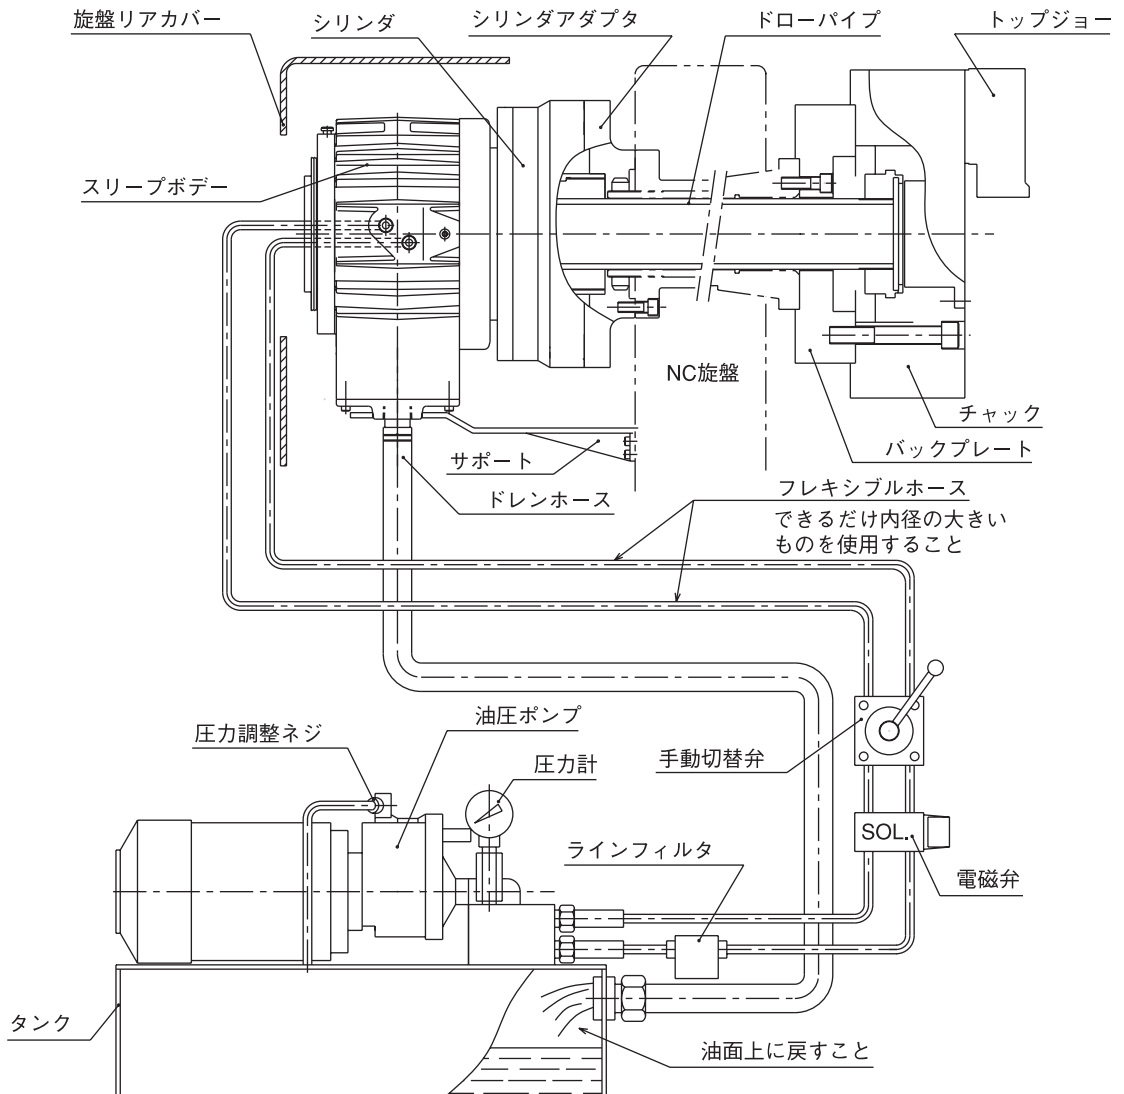 旋盤リアカバー
シリンダ
シリンダアダプタ
ドローパイプ
トップジョー
スリーブボデー
NC旋盤
チャック
バックプレート
サポート
ドレンホース
フレキシブルホース
できるだけ内径の大きい
ものを使用すること
油圧ポンプ
圧力調整ネジ
圧力計
手動切替弁
SOL.
ラインフィルタ
電磁弁
タンク
油面上に戻すこと